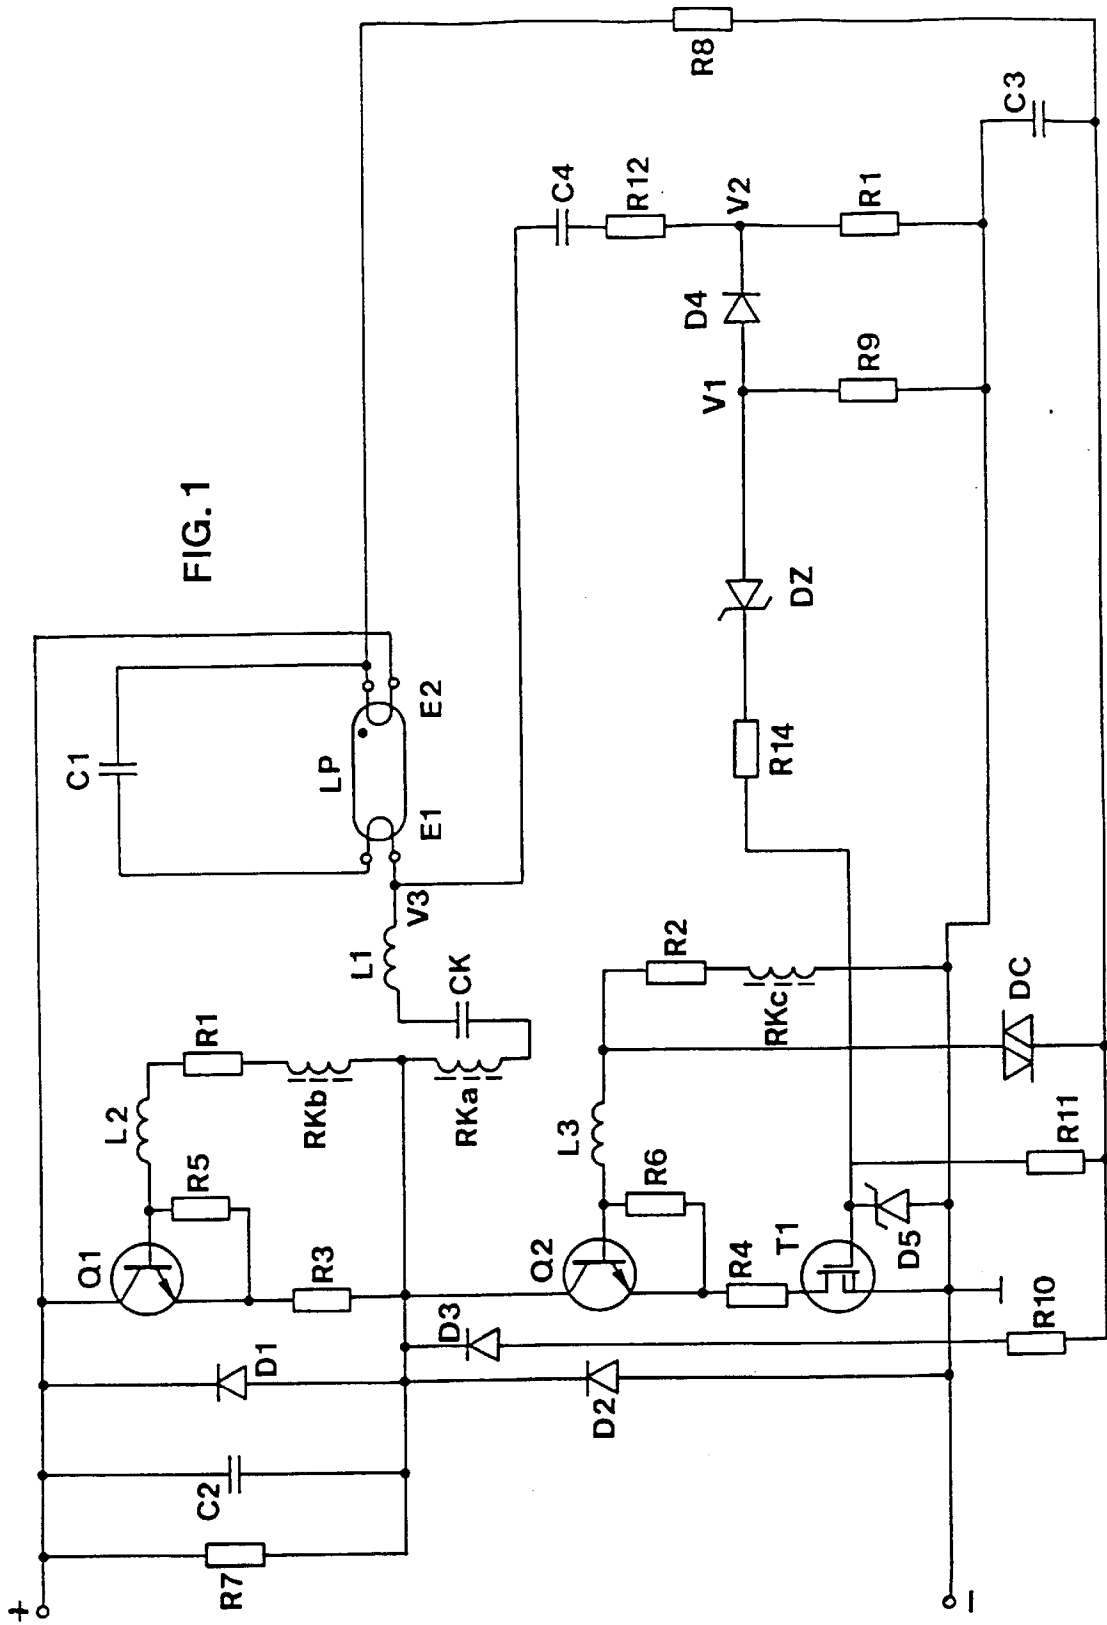 FIG. 1
+
R7
C2
D1
Q1
R5
L2
R1
R3
RKb
RKa
CK
L1
V3
C1
LP
E1
E2
R8
C3
C4
R12
V2
R1
D4
V1
R9
DZ
R14
R2
RKc
DC
L3
R6
Q2
R4
T1
D5
R11
R10
D3
D2
−